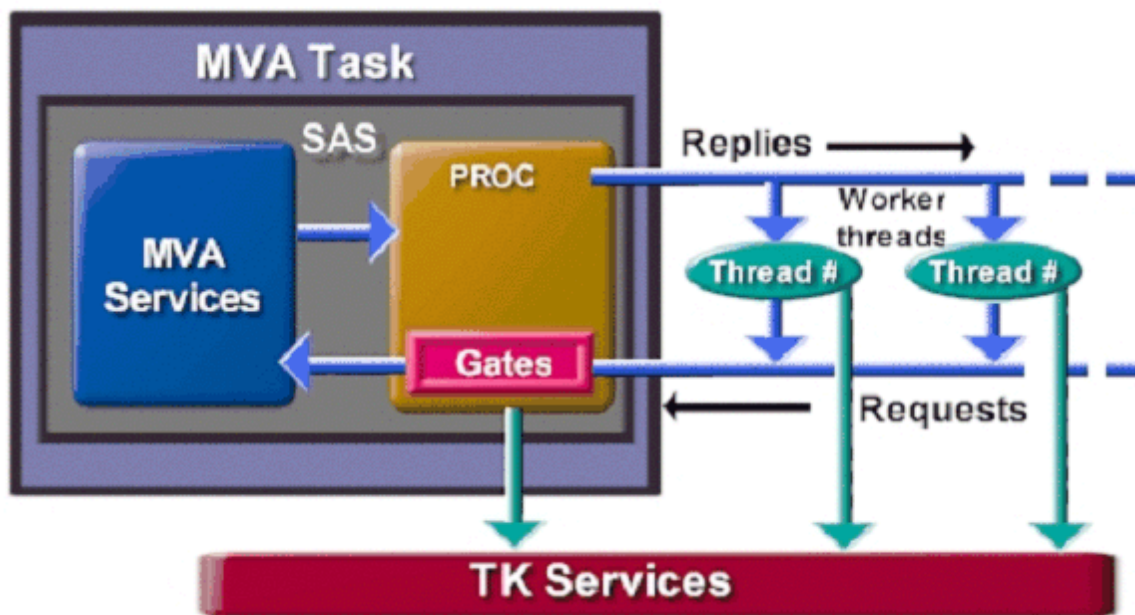 MVA Task
SAS
MVA
Services
PROC
Gates
Replies
Worker
threads
Thread #
Thread #
Requests
TK Services